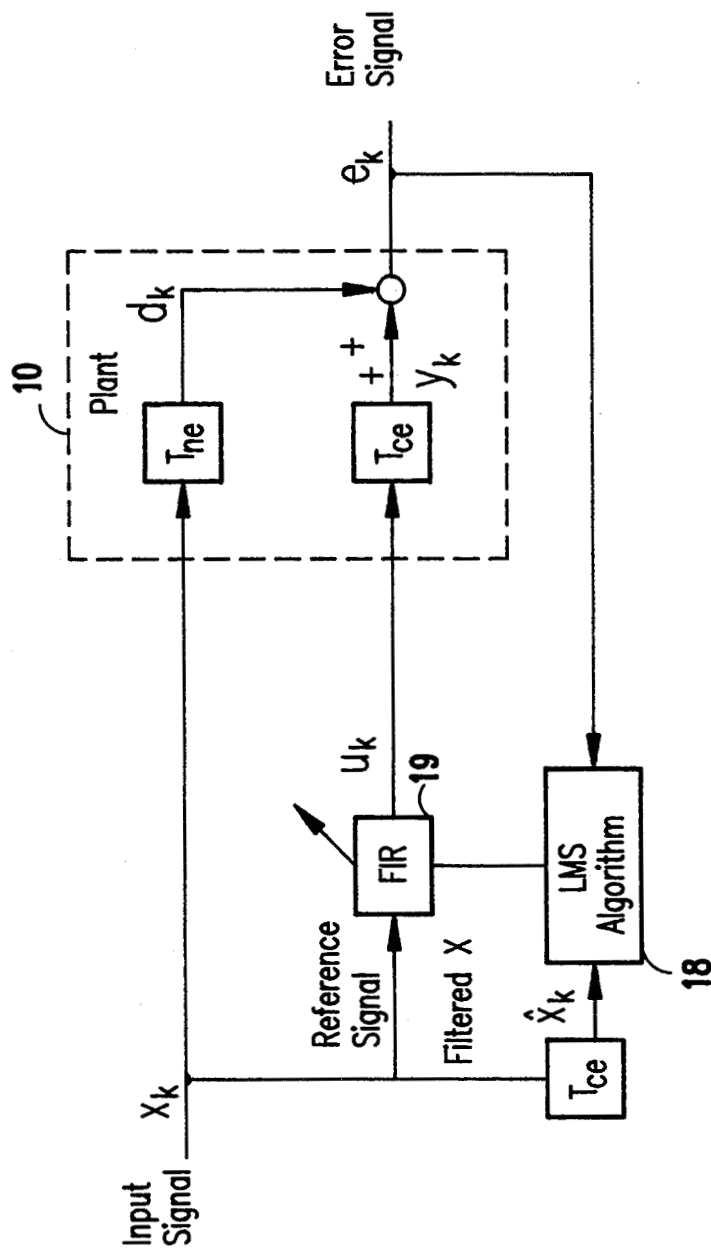 Input
Signal
x_k
10
Plant
T_ne
d_k
Error
Signal
e_k
Reference
Signal
FIR
19
u_k
T_ce
+
+
y_k
Filtered X
T_ce
x̂_k
LMS
Algorithm
18